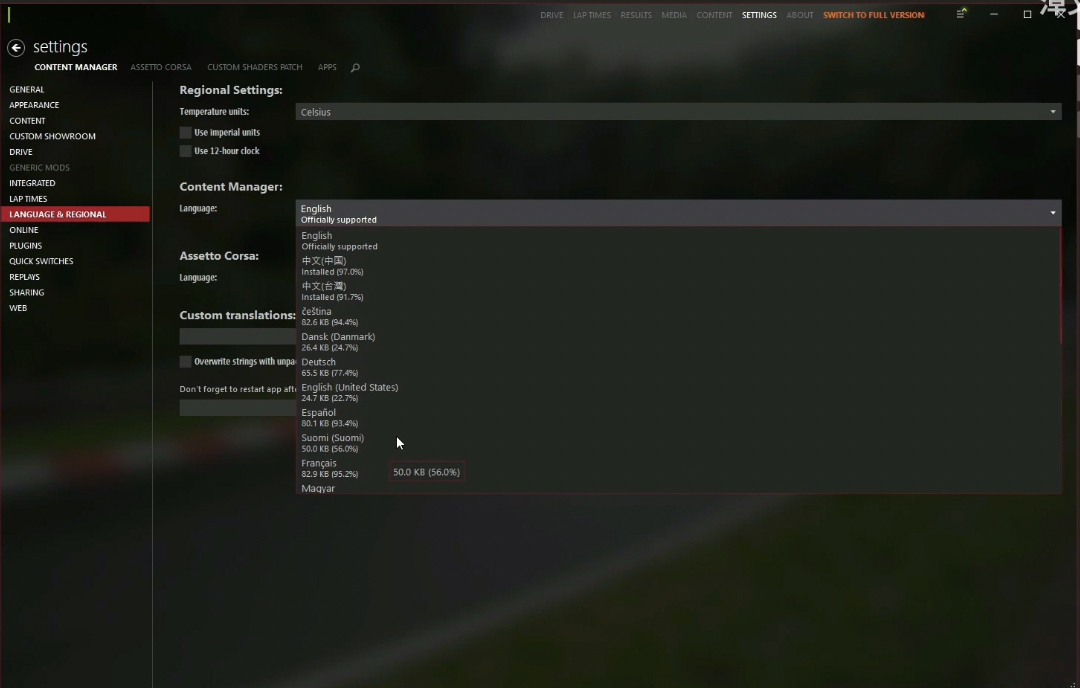 DRIVE LAP TIMES RESULTS MEDIA CONTENT SETTINGS ABOUT SWITCH TO FULL VERSION
settings
CONTENT MANAGER ASSETTO CORSA CUSTOM SHADERS PATCH APPS
GENERAL
APPEARANCE
CONTENT
CUSTOM SHOWROOM
DRIVE
GENERIC MODS
INTEGRATED
LAP TIMES
LANGUAGE & REGIONAL
ONLINE
PLUGINS
QUICK SWITCHES
REPLAYS
SHARING
WEB
Regional Settings:
Temperature units: Celsius
Use imperial units
Use 12-hour clock
Content Manager:
Language: English
Officially supported
English
Officially supported
中文(中国)
Installed (97.0%)
中文(台灣)
Installed (91.7%)
čeština
82.6 KB (94.4%)
Dansk (Danmark)
26.4 KB (24.7%)
Deutsch
65.5 KB (77.4%)
English (United States)
24.7 KB (22.7%)
Español
80.1 KB (93.4%)
Suomi (Suomi)
50.0 KB (56.0%)
Français
82.9 KB (95.2%)
Magyar
50.0 KB (56.0%)
Assetto Corsa:
Language:
Custom translations:
Overwrite strings with unpa
Don't forget to restart app aft